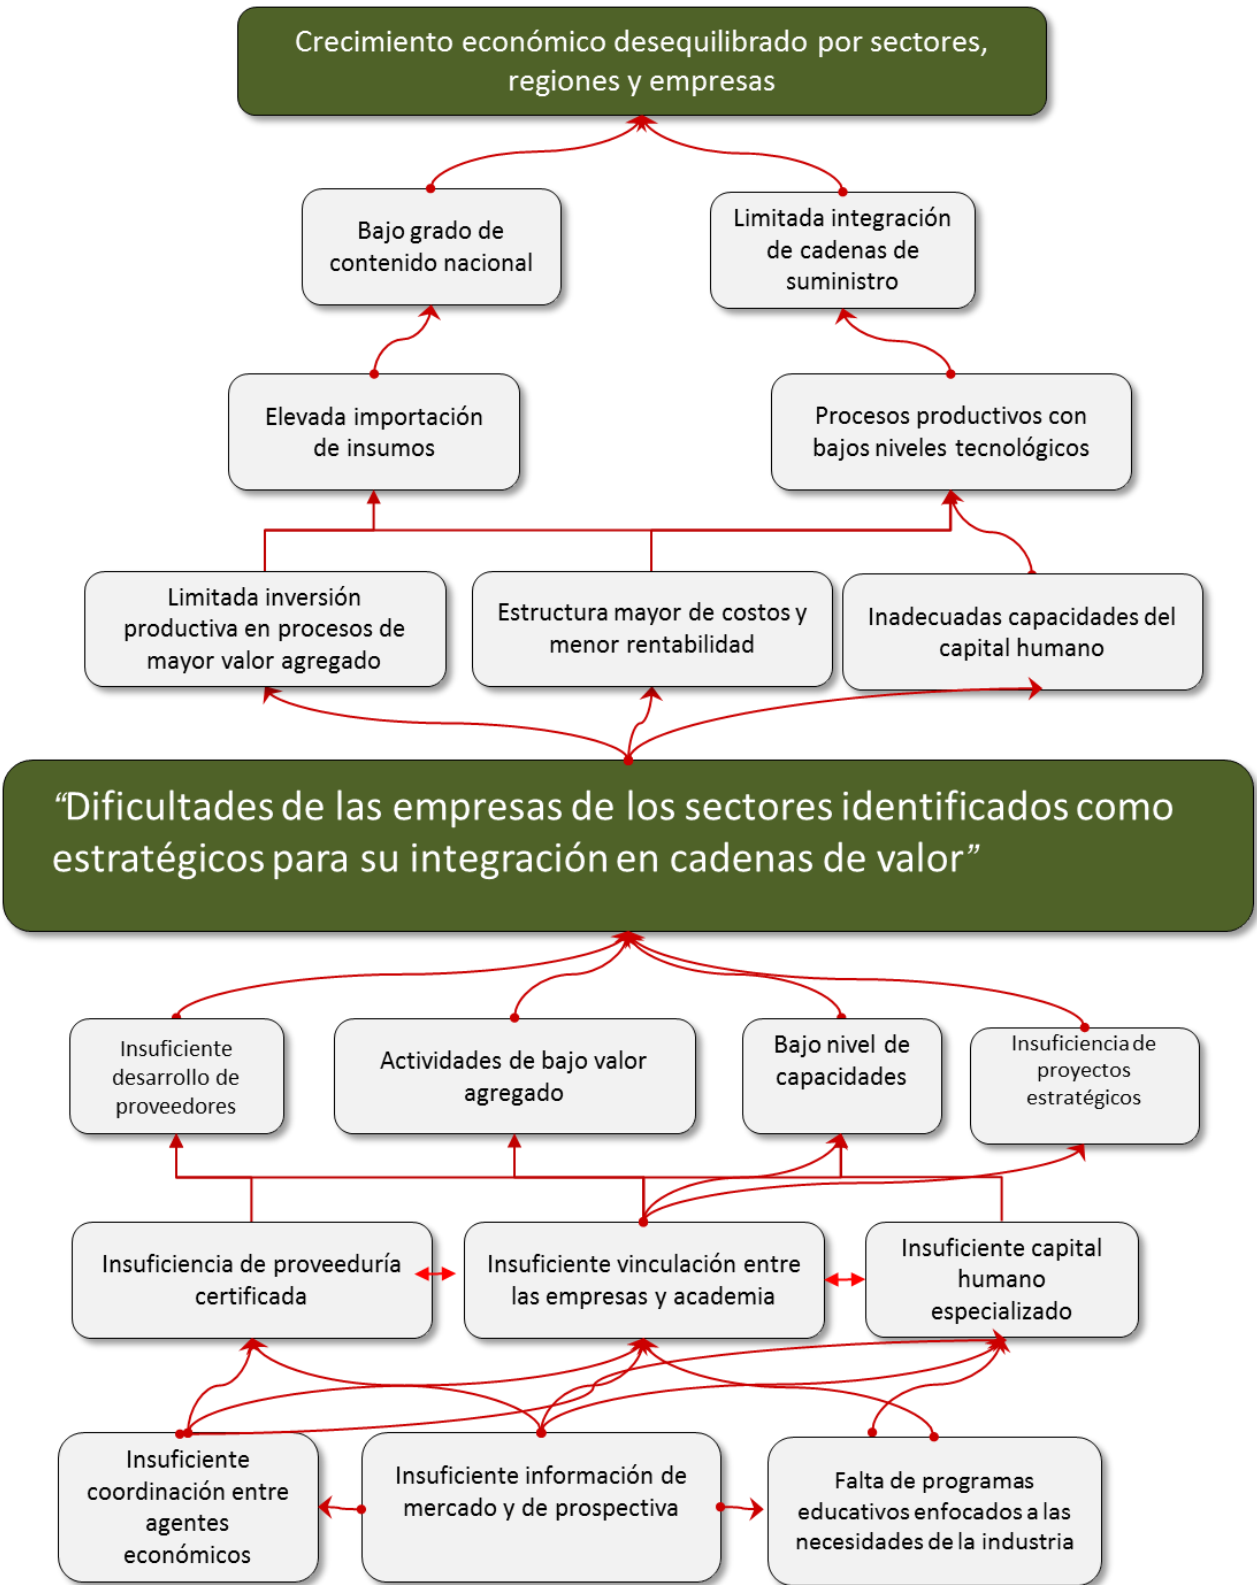 Crecimiento económico desequilibrado por sectores,
regiones y empresas
Bajo grado de
contenido nacional
Limitada integración
de cadenas de
suministro
Elevada importación
de insumos
Procesos productivos con
bajos niveles tecnológicos
Limitada inversión
productiva en procesos de
mayor valor agregado
Estructura mayor de costos y
menor rentabilidad
Inadecuadas capacidades del
capital humano
“Dificultades de las empresas de los sectores identificados como
estratégicos para su integración en cadenas de valor”
Insuficiente
desarrollo de
proveedores
Actividades de bajo valor
agregado
Bajo nivel de
capacidades
Insuficiencia de
proyectos
estratégicos
Insuficiencia de proveeduría
certificada
Insuficiente vinculación entre
las empresas y academia
Insuficiente capital
humano
especializado
Insuficiente
coordinación entre
agentes
económicos
Insuficiente información de
mercado y de prospectiva
Falta de programas
educativos enfocados a las
necesidades de la industria